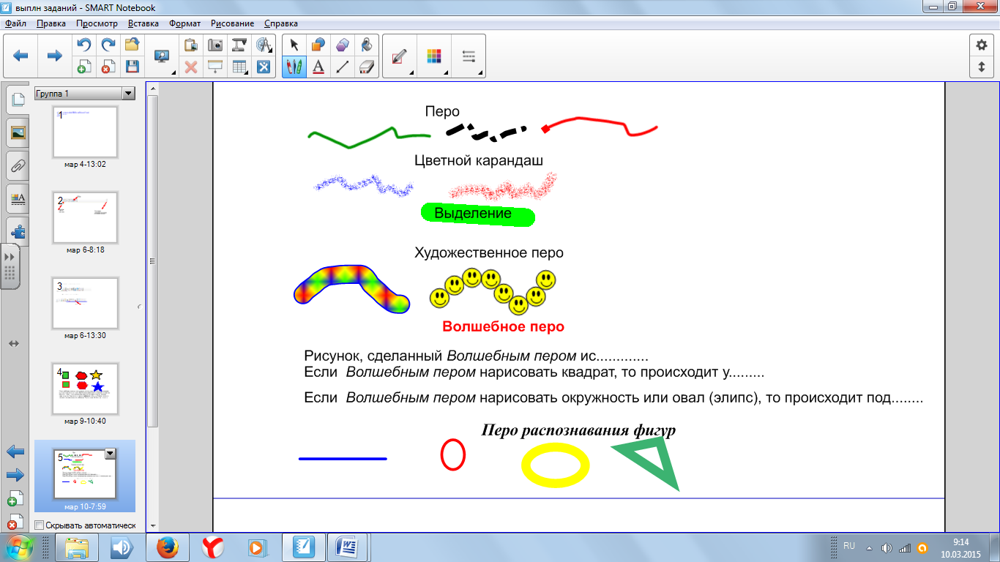 выплн заданий - SMART Notebook
Файл Правка Просмотр Вставка Формат Рисование Справка
Группа 1
1
мар 4-13:02
2
мар 6-8:18
3
мар 6-13:30
4
мар 9-10:40
5
мар 10-7:59
Скрывать автоматическ
Перо
Цветной карандаш
Выделение
Художественное перо
Волшебное перо
Рисунок, сделанный Волшебным пером ис.............
Если Волшебным пером нарисовать квадрат, то происходит у.........
Если Волшебным пером нарисовать окружность или овал (элипс), то происходит под........
Перо распознавания фигур
RU
9:14
10.03.2015